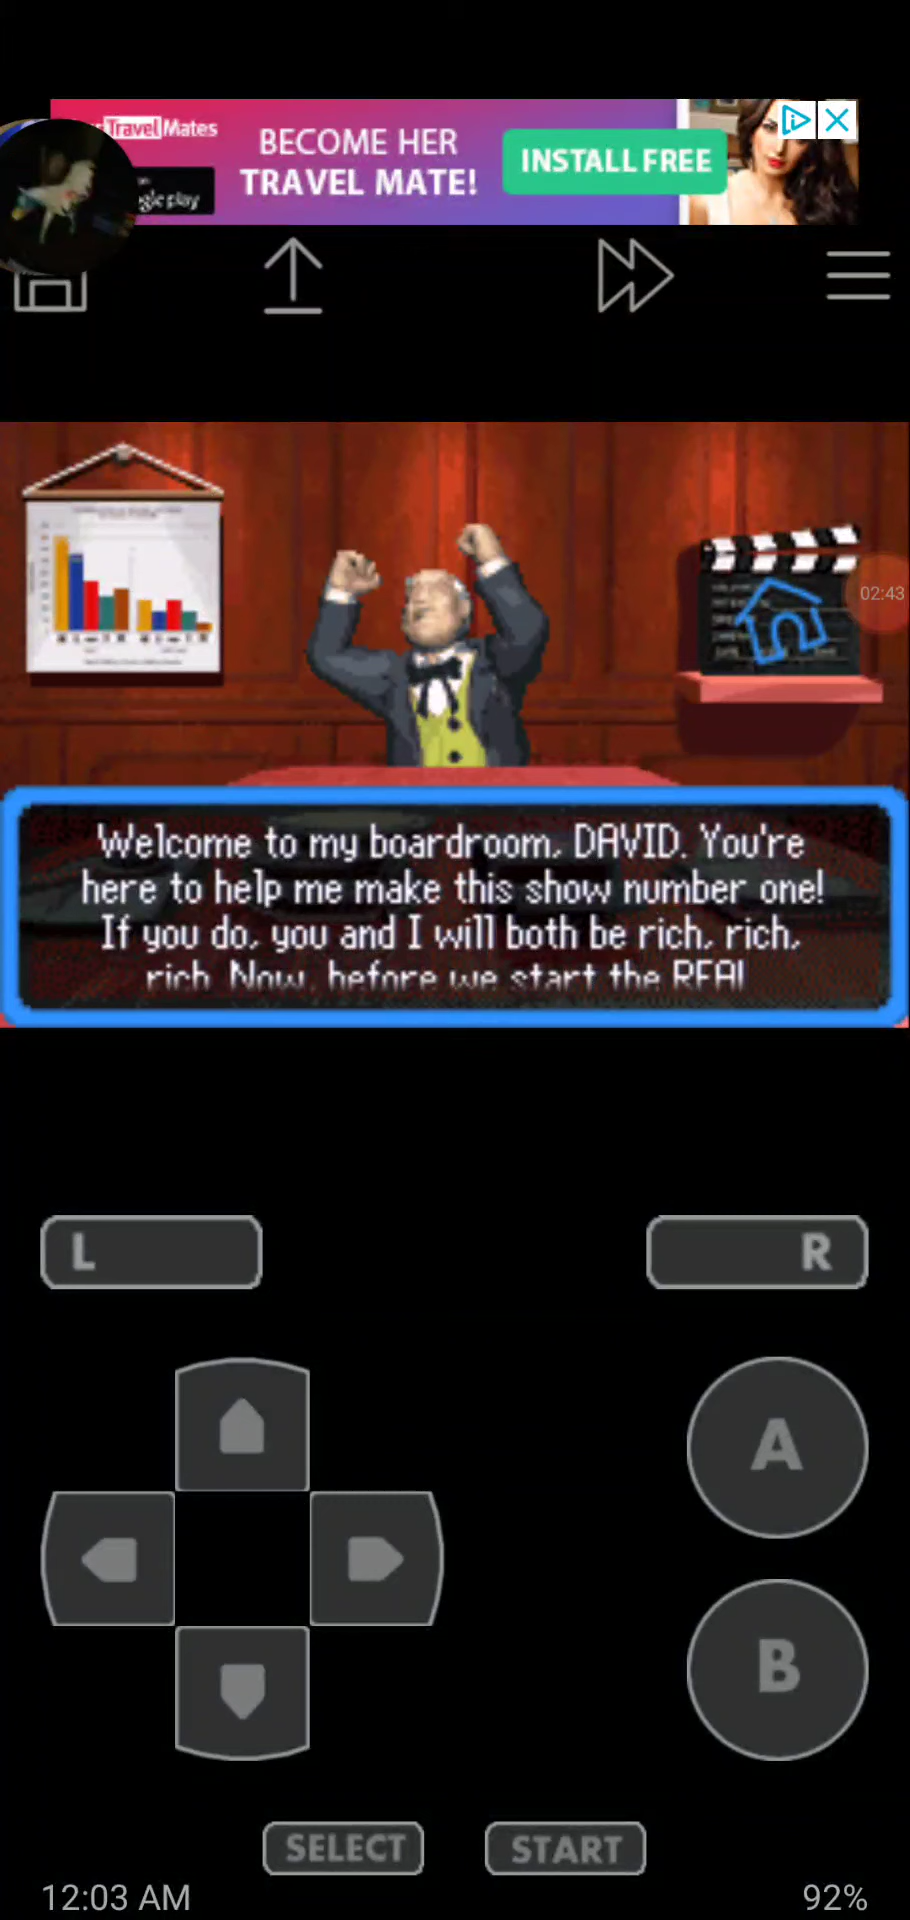 Travel Mates
BECOME HER
TRAVEL MATE!
INSTALL FREE
gle play
02:43
Welcome to my boardroom, DAVID. You're
here to help me make this show number one!
If you do, you and I will both be rich, rich,
rich. Now, before we start the REAL
L
R
A
B
SELECT
START
12:03 AM
92%